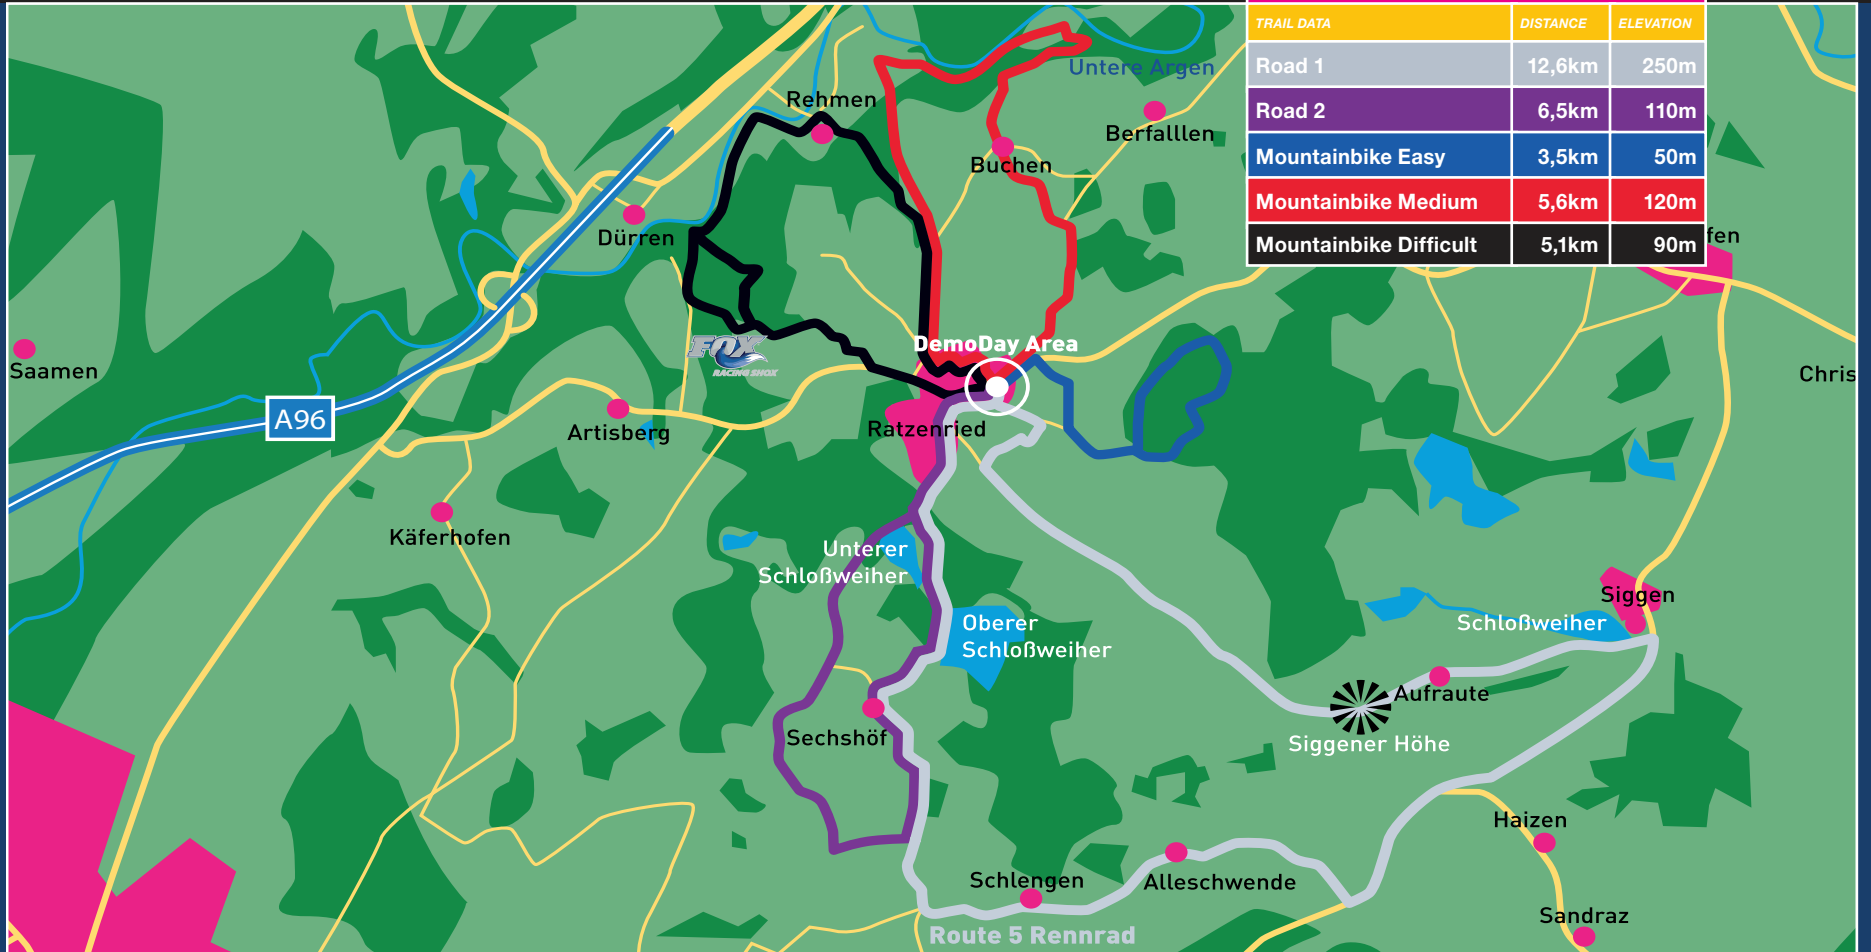 TRAIL DATA DISTANCE ELEVATION
Road 1 12,6km 250m
Road 2 6,5km 110m
Mountainbike Easy 3,5km 50m
Mountainbike Medium 5,6km 120m
Mountainbike Difficult 5,1km 90m
Untere Argen
Rehmen
Berfalllen
Buchen
Dürren
fen
DemoDay Area
FOX
RACING SHOX
Saamen
Chris
A96
Artisberg
Ratzenried
Käferhofen
Unterer
Schloßweiher
Siggen
Oberer
Schloßweiher
Schloßweiher
Aufraute
Sechshöf
Siggener Höhe
Haizen
Schlengen
Alleschwende
Sandraz
Route 5 Rennrad